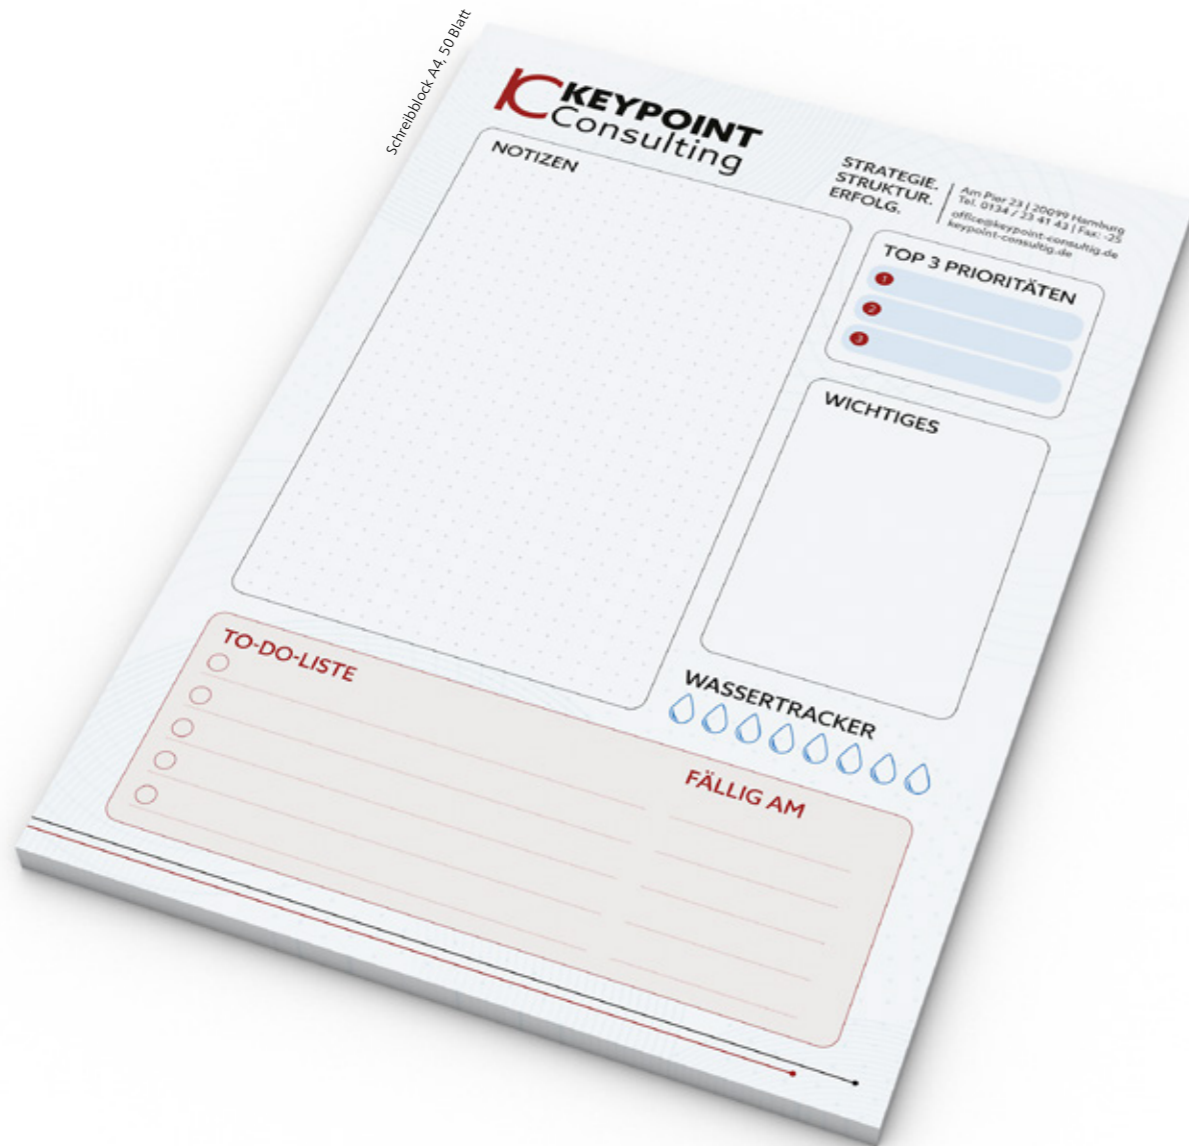 Schreibblock A4, 50 Blatt
KEYPOINT
Consulting
STRATEGIE.
STRUKTUR.
ERFOLG.
Am Pier 23 | 20099 Hamburg
Tel. 0134 / 23 41 43 | Fax: -25
office@keypoint-consultig.de
keypoint-consultig.de
NOTIZEN
TOP 3 PRIORITÄTEN
1
2
3
WICHTIGES
WASSERTRACKER
TO-DO-LISTE
FÄLLIG AM